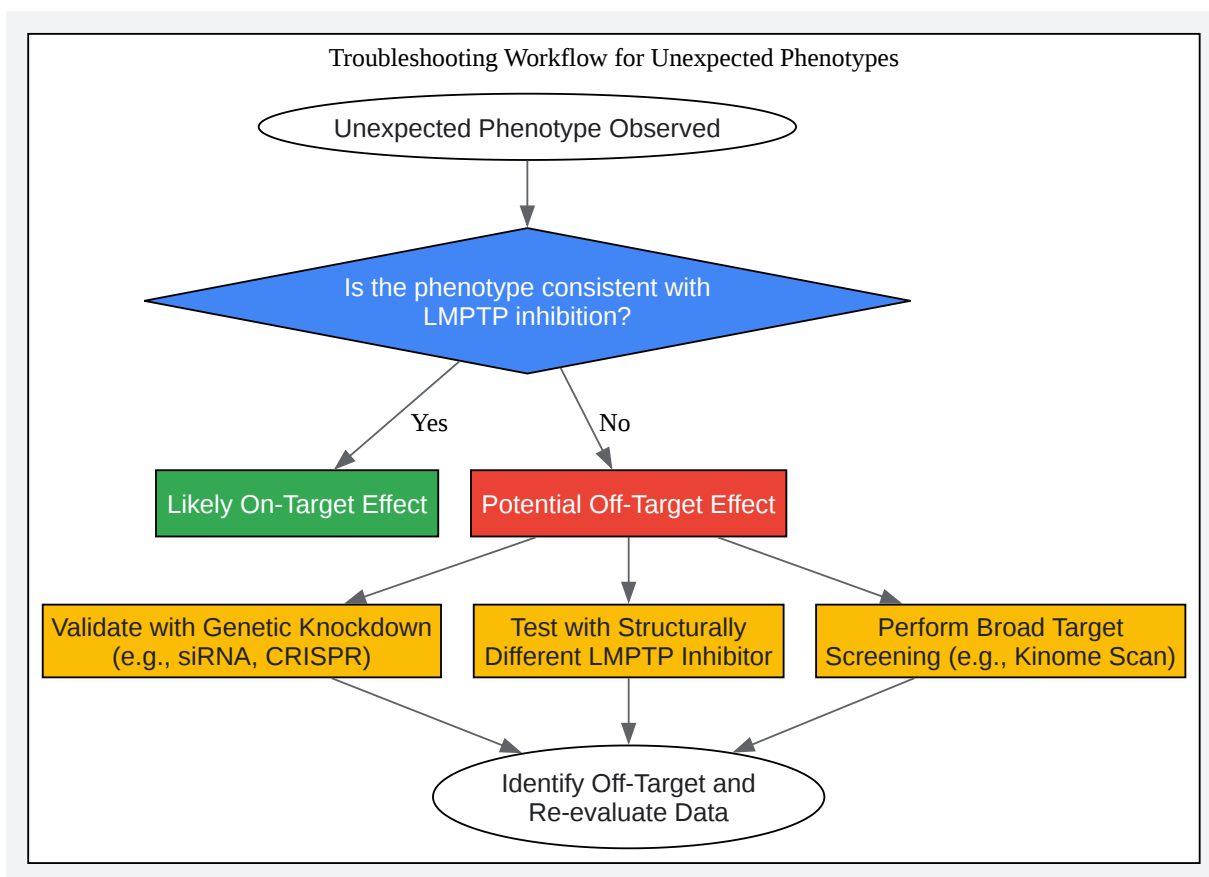 Troubleshooting Workflow for Unexpected Phenotypes
Unexpected Phenotype Observed
Is the phenotype consistent with
LMPTP inhibition?
Yes
No
Likely On-Target Effect
Potential Off-Target Effect
Validate with Genetic Knockdown
(e.g., siRNA, CRISPR)
Test with Structurally
Different LMPTP Inhibitor
Perform Broad Target
Screening (e.g., Kinome Scan)
Identify Off-Target and
Re-evaluate Data